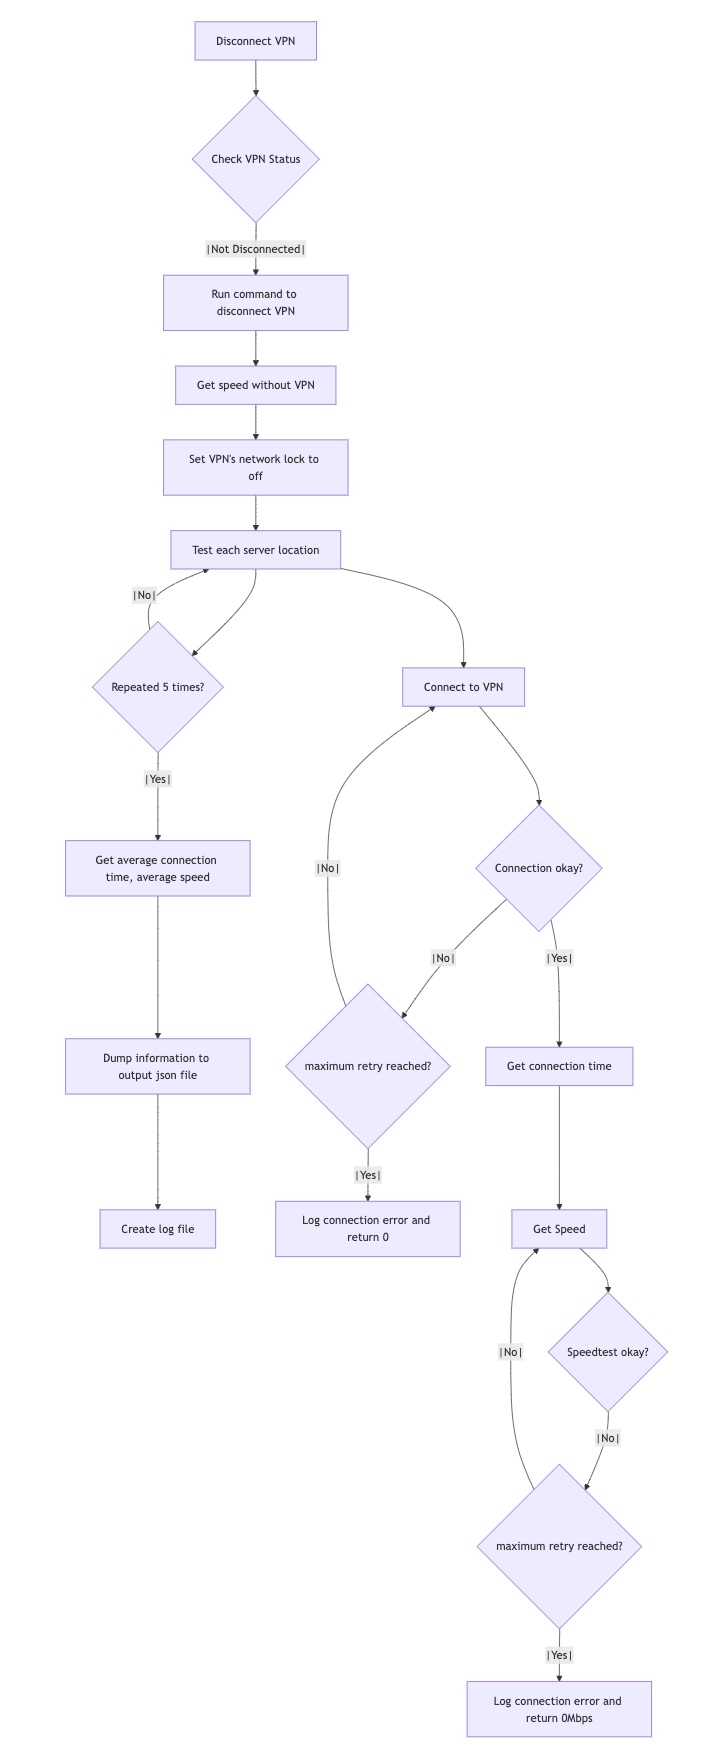 Disconnect VPN
Check VPN Status
|Not Disconnected|
Run command to
disconnect VPN
Get speed without VPN
Set VPN's network lock to
off
Test each server location
|No|
Repeated 5 times?
Connect to VPN
|Yes|
Get average connection
time, average speed
|No|
Connection okay?
|No|
|Yes|
Dump information to
output json file
maximum retry reached?
Get connection time
|Yes|
Create log file
Log connection error and
return 0
Get Speed
|No|
Speedtest okay?
|No|
maximum retry reached?
|Yes|
Log connection error and
return 0Mbps